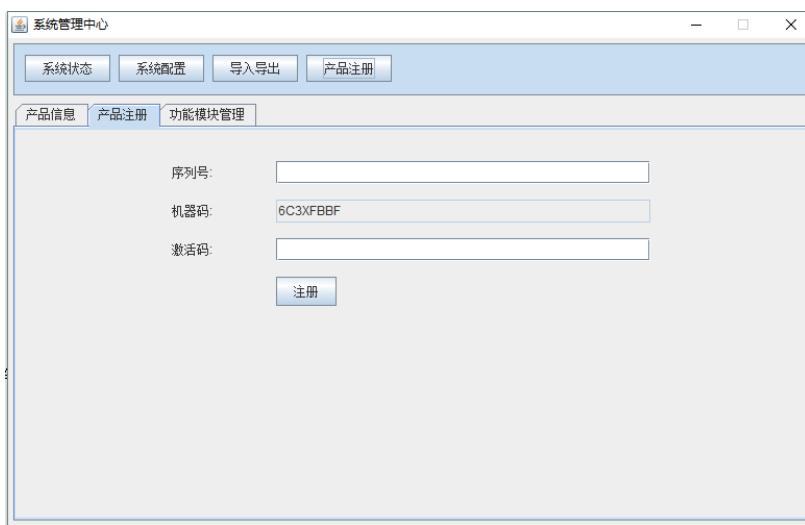 系统管理中心
系统状态 系统配置 导入导出 产品注册
产品信息 产品注册 功能模块管理
序列号:
机器码: 6C3XFBBF
激活码:
注册